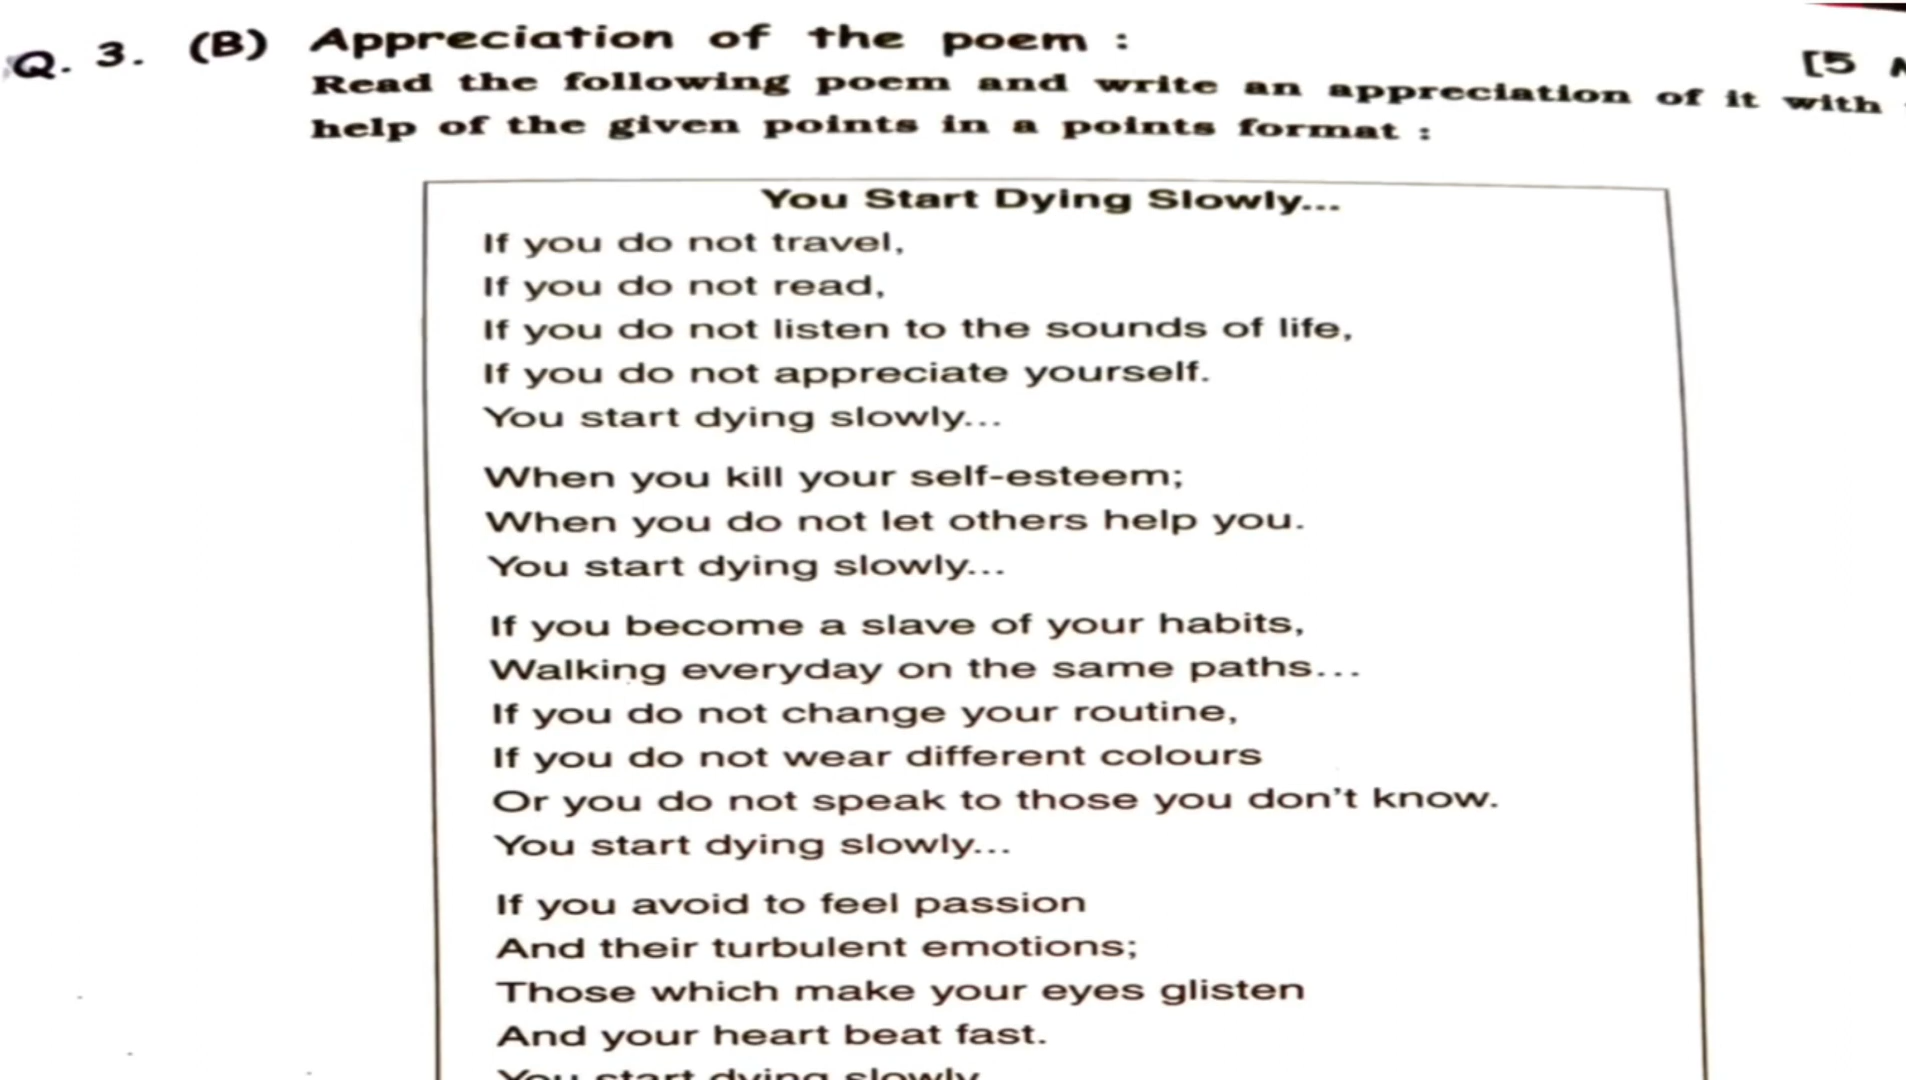 Q. 3. (B) Appreciation of the poem :
[5
Read the following poem and write an appreciation of it with
help of the given points in a points format :
You Start Dying Slowly...
If you do not travel,
If you do not read,
If you do not listen to the sounds of life,
If you do not appreciate yourself.
You start dying slowly...
When you kill your self-esteem;
When you do not let others help you.
You start dying slowly...
If you become a slave of your habits,
Walking everyday on the same paths...
If you do not change your routine,
If you do not wear different colours
Or you do not speak to those you don't know.
You start dying slowly...
If you avoid to feel passion
And their turbulent emotions;
Those which make your eyes glisten
And your heart beat fast.
You start dying slowly